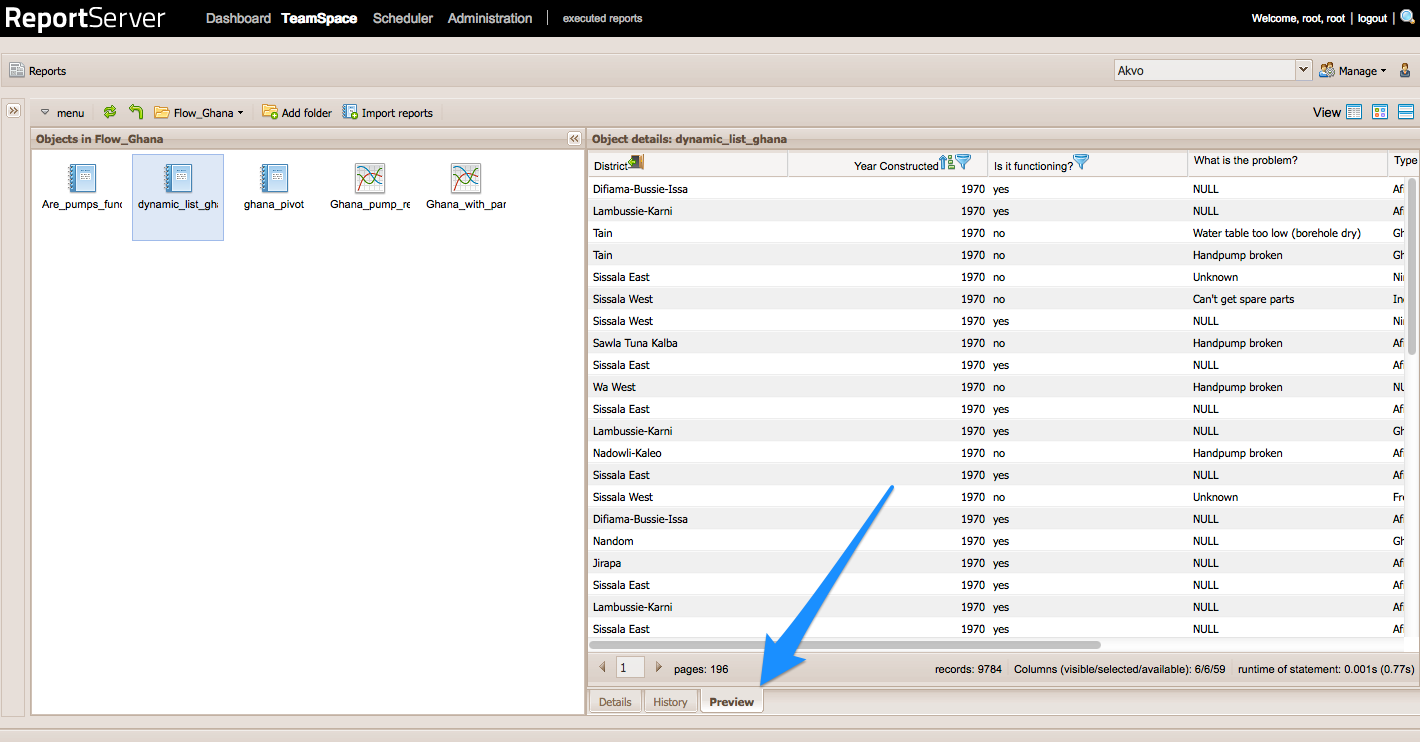 ReportServer Dashboard TeamSpace Scheduler Administration executed reports Welcome, root, root | logout |
Reports Akvo Manage
menu Flow_Ghana Add folder Import reports View
Objects in Flow_Ghana Object details: dynamic_list_ghana
Are_pumps_func dynamic_list_gh ghana_pivot Ghana_pump_re Ghana_with_par
District Year Constructed Is it functioning? What is the problem? Type
Difiama-Bussie-Issa 1970 yes NULL Af
Lambussie-Karni 1970 yes NULL Af
Tain 1970 no Water table too low (borehole dry) Gh
Tain 1970 no Handpump broken Gh
Sissala East 1970 no Unknown Ni
Sissala West 1970 no Can't get spare parts In
Sissala West 1970 yes NULL Ni
Sawla Tuna Kalba 1970 no Handpump broken Af
Sissala East 1970 yes NULL Af
Wa West 1970 no Handpump broken NU
Sissala East 1970 yes NULL Af
Lambussie-Karni 1970 yes NULL Gh
Nadowli-Kaleo 1970 no Handpump broken Af
Sissala East 1970 yes NULL Af
Sissala West 1970 no Unknown Fr
Difiama-Bussie-Issa 1970 yes NULL Af
Nandom 1970 yes NULL Gh
Jirapa 1970 yes NULL Af
Sissala East 1970 yes NULL Af
Lambussie-Karni 1970 yes NULL Af
Sissala East 1970 yes NULL Af
1 pages: 196 records: 9784 Columns (visible/selected/available): 6/6/59 runtime of statement: 0.001s (0.77s)
Details History Preview